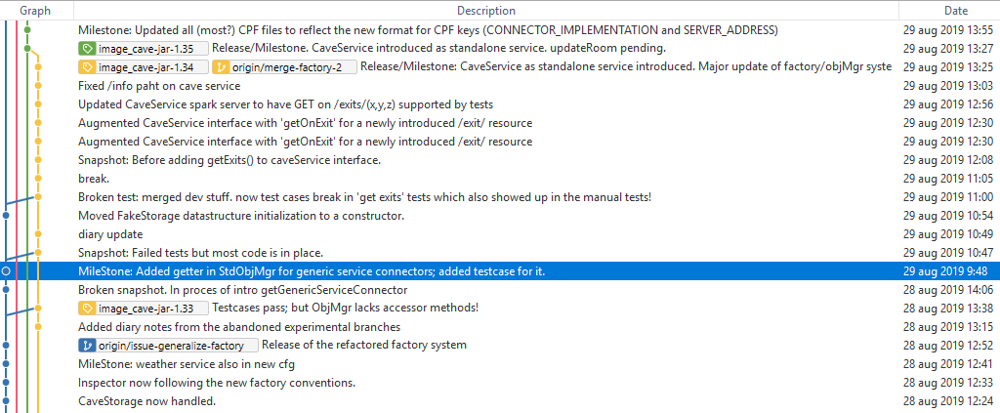 Graph Description Date
Milestone: Updated all (most?) CPF files to reflect the new format for CPF keys (CONNECTOR_IMPLEMENTATION and SERVER_ADDRESS) 29 aug 2019 13:55
image_cave-jar-1.35 Release/Milestone. CaveService introduced as standalone service. updateRoom pending. 29 aug 2019 13:27
image_cave-jar-1.34 origin/merge-factory-2 Release/Milestone: CaveService as standalone service introduced. Major update of factory/objMgr syste 29 aug 2019 13:25
Fixed /info paht on cave service 29 aug 2019 13:03
Updated CaveService spark server to have GET on /exits/(x,y,z) supported by tests 29 aug 2019 12:56
Augmented CaveService interface with 'getOnExit' for a newly introduced /exit/ resource 29 aug 2019 12:30
Augmented CaveService interface with 'getOnExit' for a newly introduced /exit/ resource 29 aug 2019 12:30
Snapshot: Before adding getExits() to caveService interface. 29 aug 2019 12:08
break. 29 aug 2019 11:05
Broken test: merged dev stuff. now test cases break in 'get exits' tests which also showed up in the manual tests! 29 aug 2019 11:00
Moved FakeStorage datastructure initialization to a constructor. 29 aug 2019 10:54
diary update 29 aug 2019 10:49
Snapshot: Failed tests but most code is in place. 29 aug 2019 10:47
MileStone: Added getter in StdObjMgr for generic service connectors; added testcase for it. 29 aug 2019 9:48
Broken snapshot. In proces of intro getGenericServiceConnector 28 aug 2019 14:06
image_cave-jar-1.33 Testcases pass; but ObjMgr lacks accessor methods! 28 aug 2019 13:38
Added diary notes from the abandoned experimental branches 28 aug 2019 13:15
origin/issue-generalize-factory Release of the refactored factory system 28 aug 2019 12:52
MileStone: weather service also in new cfg 28 aug 2019 12:41
Inspector now following the new factory conventions. 28 aug 2019 12:33
CaveStorage now handled. 28 aug 2019 12:24